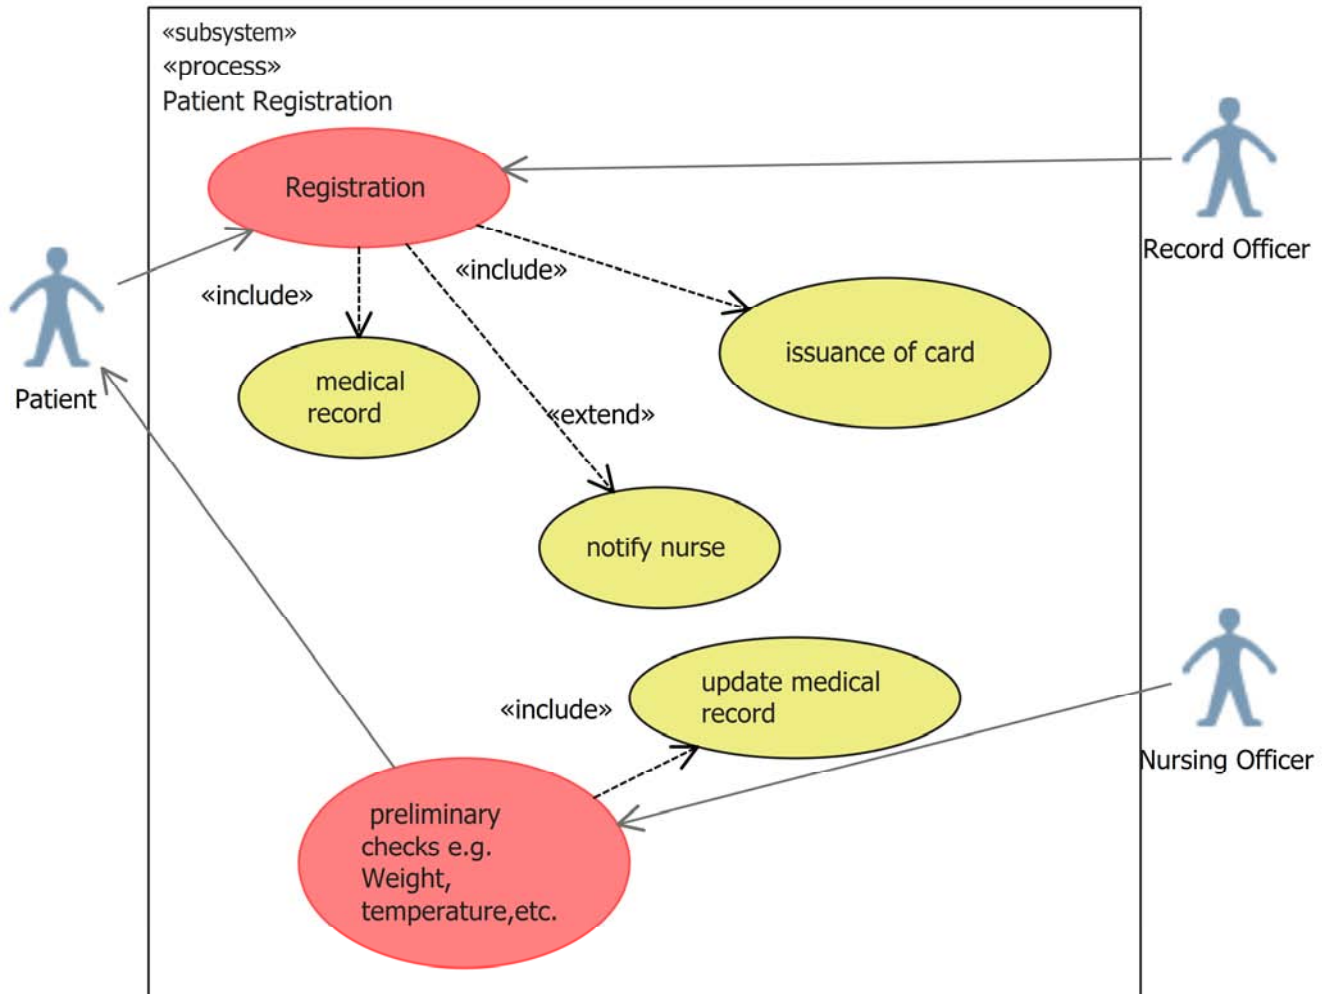 «subsystem»
«process»
Patient Registration
Registration
Record Officer
«include»
«include»
Patient
medical
record
issuance of card
«extend»
notify nurse
update medical
record
«include»
Nursing Officer
preliminary
checks e.g.
Weight,
temperature,etc.